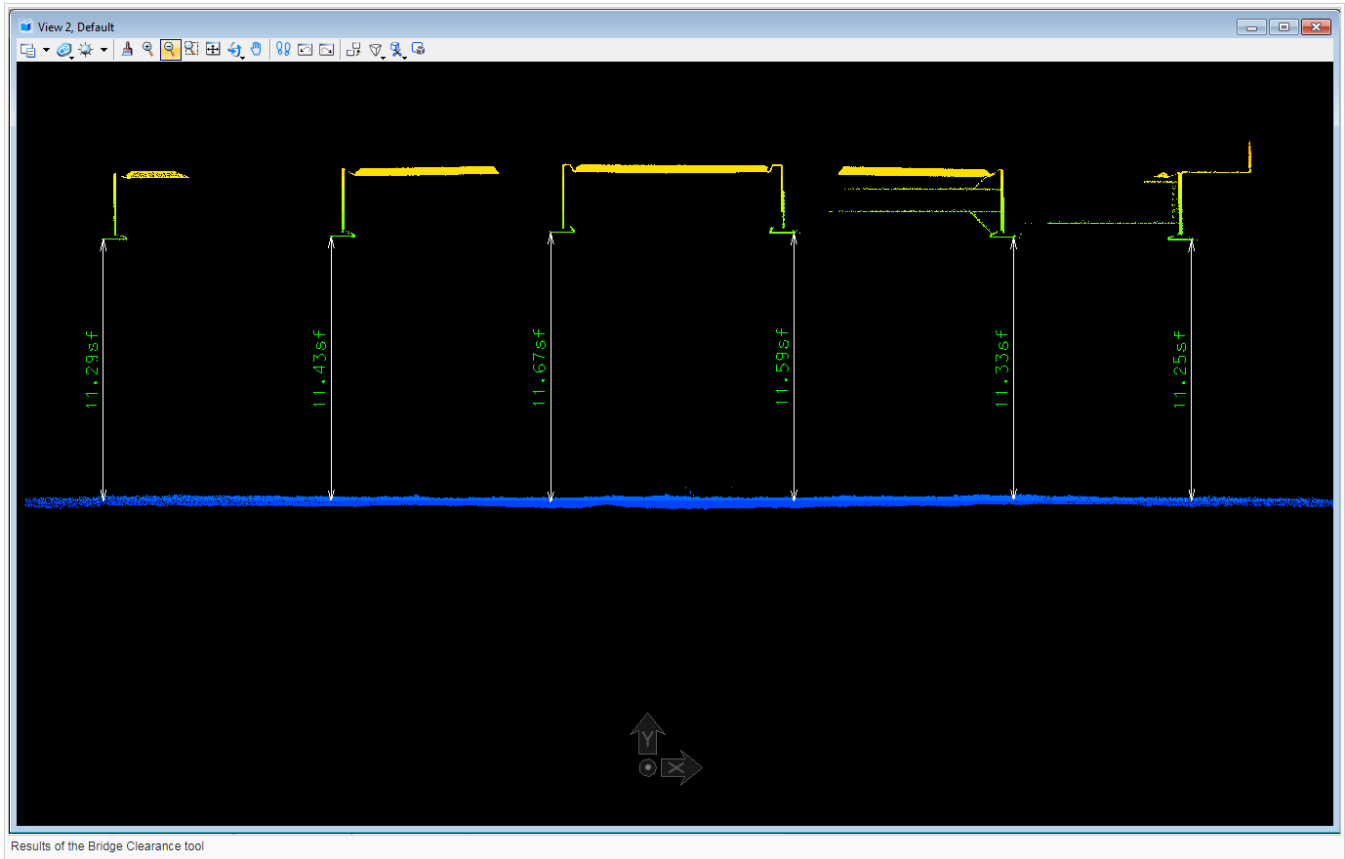 View 2, Default
11.29sf
11.43sf
11.67sf
11.59sf
11.33sf
11.25sf
Y
X
Results of the Bridge Clearance tool